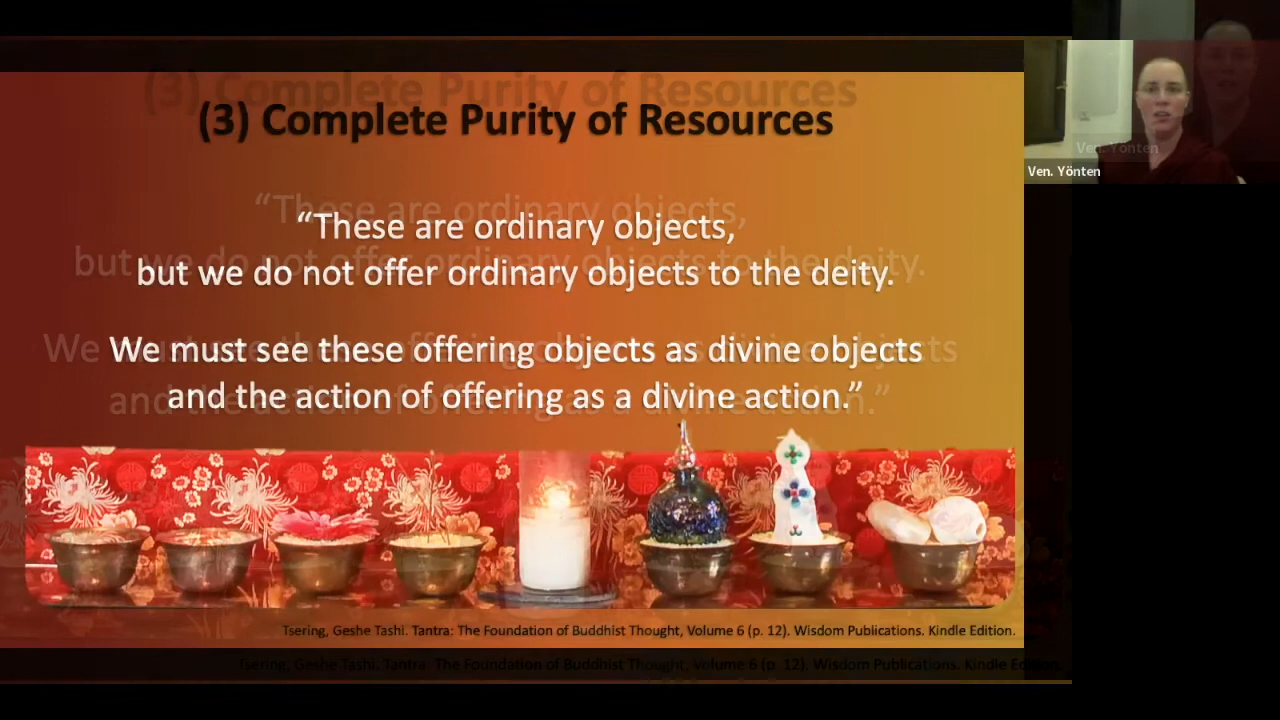 (3) Complete Purity of Resources
“These are ordinary objects,
but we do not offer ordinary objects to the deity.
We must see these offering objects as divine objects
and the action of offering as a divine action.”
Tsering, Geshe Tashi. Tantra: The Foundation of Buddhist Thought, Volume 6 (p. 12). Wisdom Publications. Kindle Edition.
Ven. Yönten